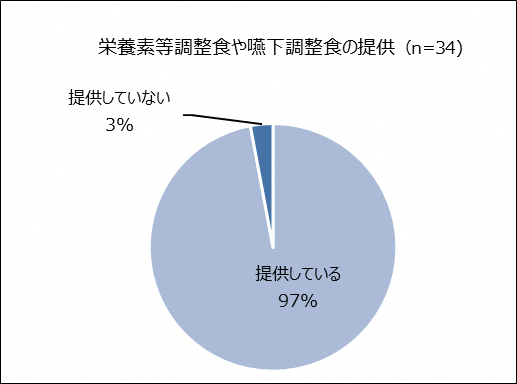 栄養素等調整食や嚥下調整食の提供 (n=34)
提供していない
3%
提供している
97%